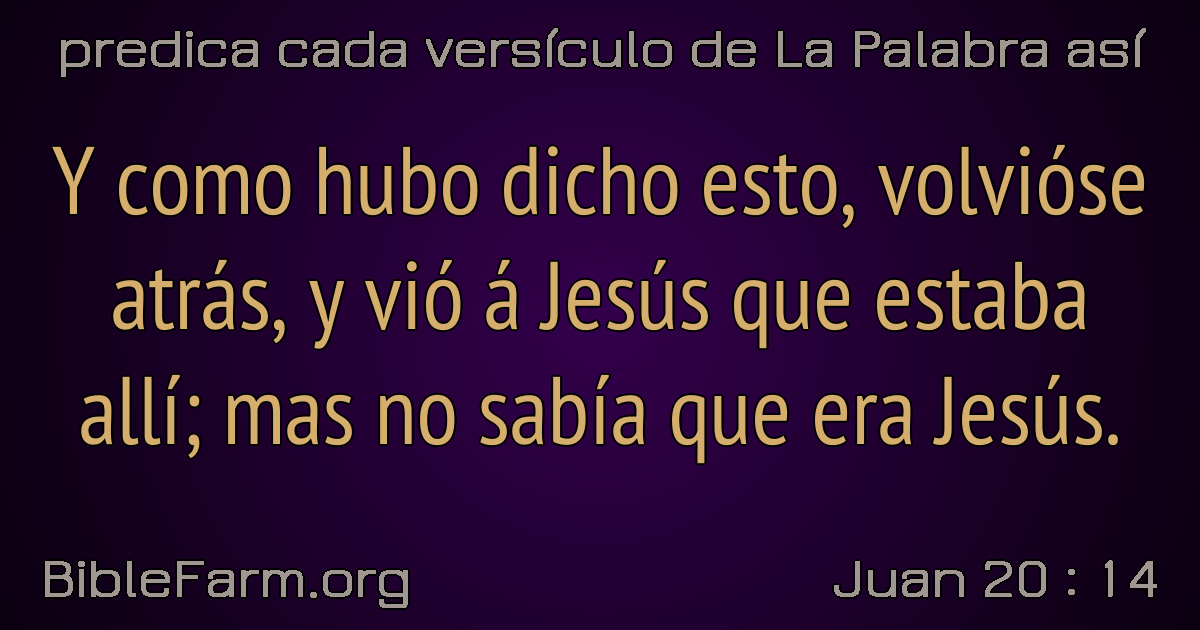 predica cada versículo de La Palabra así
Y como hubo dicho esto, volvióse
atrás, y vió á Jesús que estaba
allí; mas no sabía que era Jesús.
BibleFarm.org
Juan 20 : 14